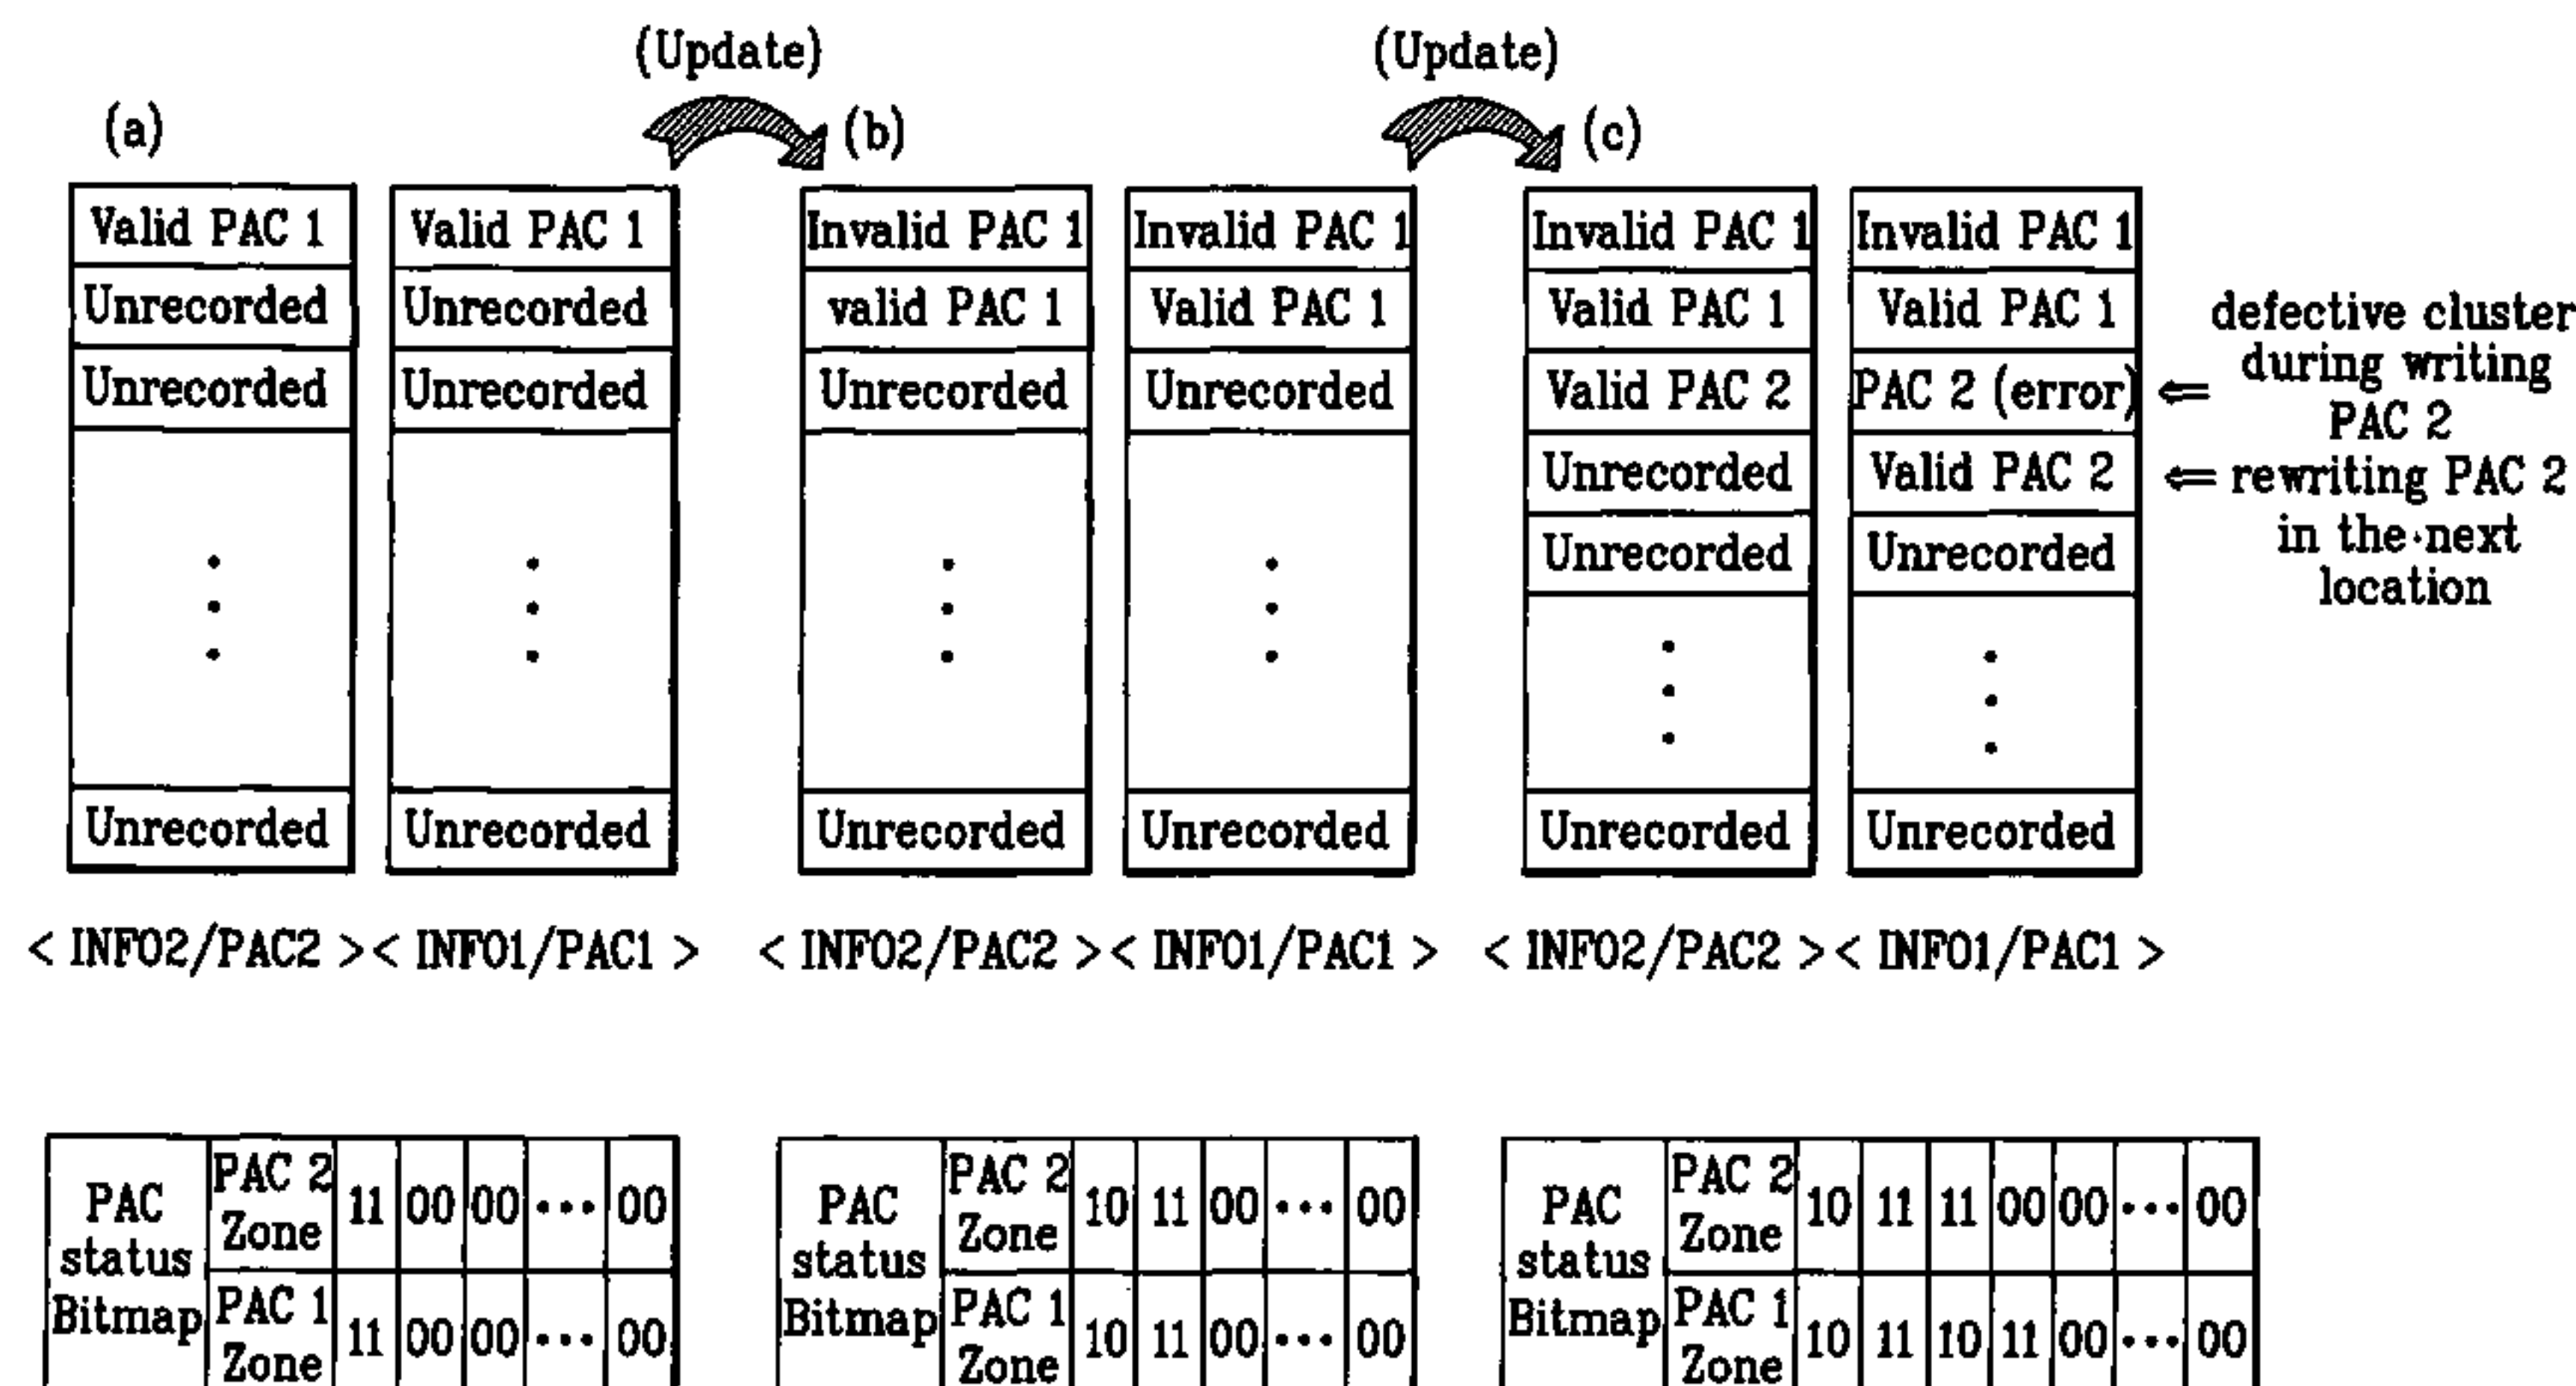 (Update)
(Update)
(a)
(b)
(c)
Valid PAC 1
Unrecorded
Unrecorded
Unrecorded
Valid PAC 1
Unrecorded
Unrecorded
Unrecorded
Invalid PAC 1
valid PAC 1
Unrecorded
Unrecorded
Invalid PAC 1
Valid PAC 1
Unrecorded
Unrecorded
Invalid PAC 1
Valid PAC 1
Valid PAC 2
Unrecorded
Unrecorded
Unrecorded
Invalid PAC 1
Valid PAC 1
PAC 2 (error)
Valid PAC 2
Unrecorded
Unrecorded
⇐ defective cluster
during writing
PAC 2
⇐ rewriting PAC 2
in the next
location
< INFO2/PAC2 > < INFO1/PAC1 >
< INFO2/PAC2 > < INFO1/PAC1 >
< INFO2/PAC2 > < INFO1/PAC1 >
PAC
status
Bitmap
PAC 2
Zone
11 00 00 ... 00
PAC 1
Zone
11 00 00 ... 00
PAC
status
Bitmap
PAC 2
Zone
10 11 00 ... 00
PAC 1
Zone
10 11 00 ... 00
PAC
status
Bitmap
PAC 2
Zone
10 11 11 00 00 ... 00
PAC 1
Zone
10 11 10 11 00 ... 00